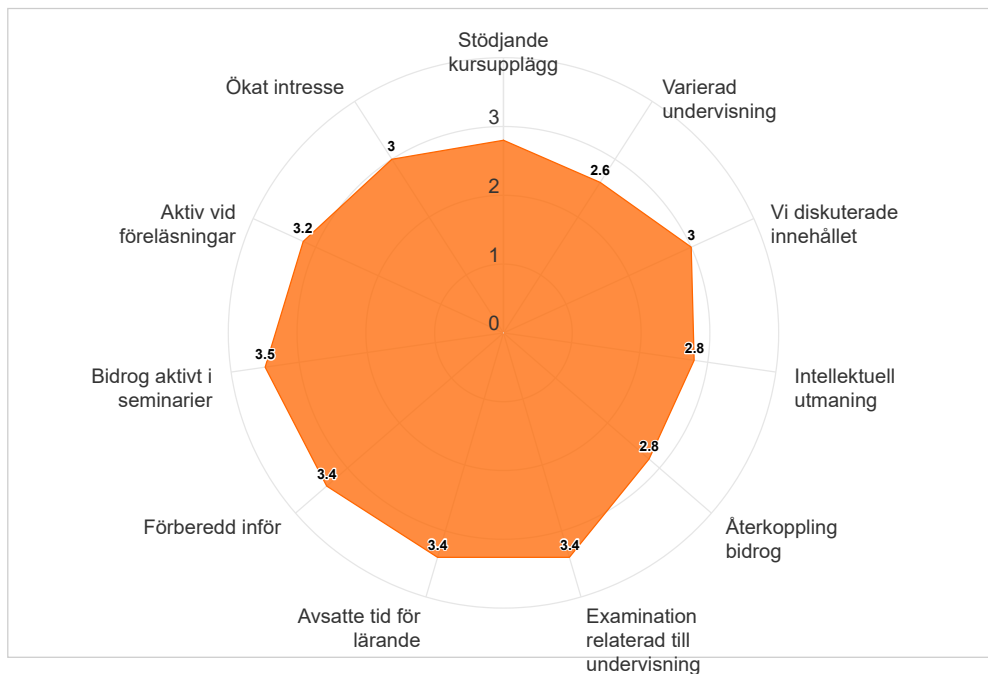 Stödjande
kursupplägg
Varierad
undervisning
Vi diskuterade
innehållet
Intellektuell
utmaning
Återkoppling
bidrog
Examination
relaterad till
undervisning
Avsatte tid för
lärande
Förberedd inför
Bidrog aktivt i
seminarier
Aktiv vid
föreläsningar
Ökat intresse
3
2
1
0
2.6
3
2.8
2.8
3.4
3.4
3.4
3.5
3.2
3